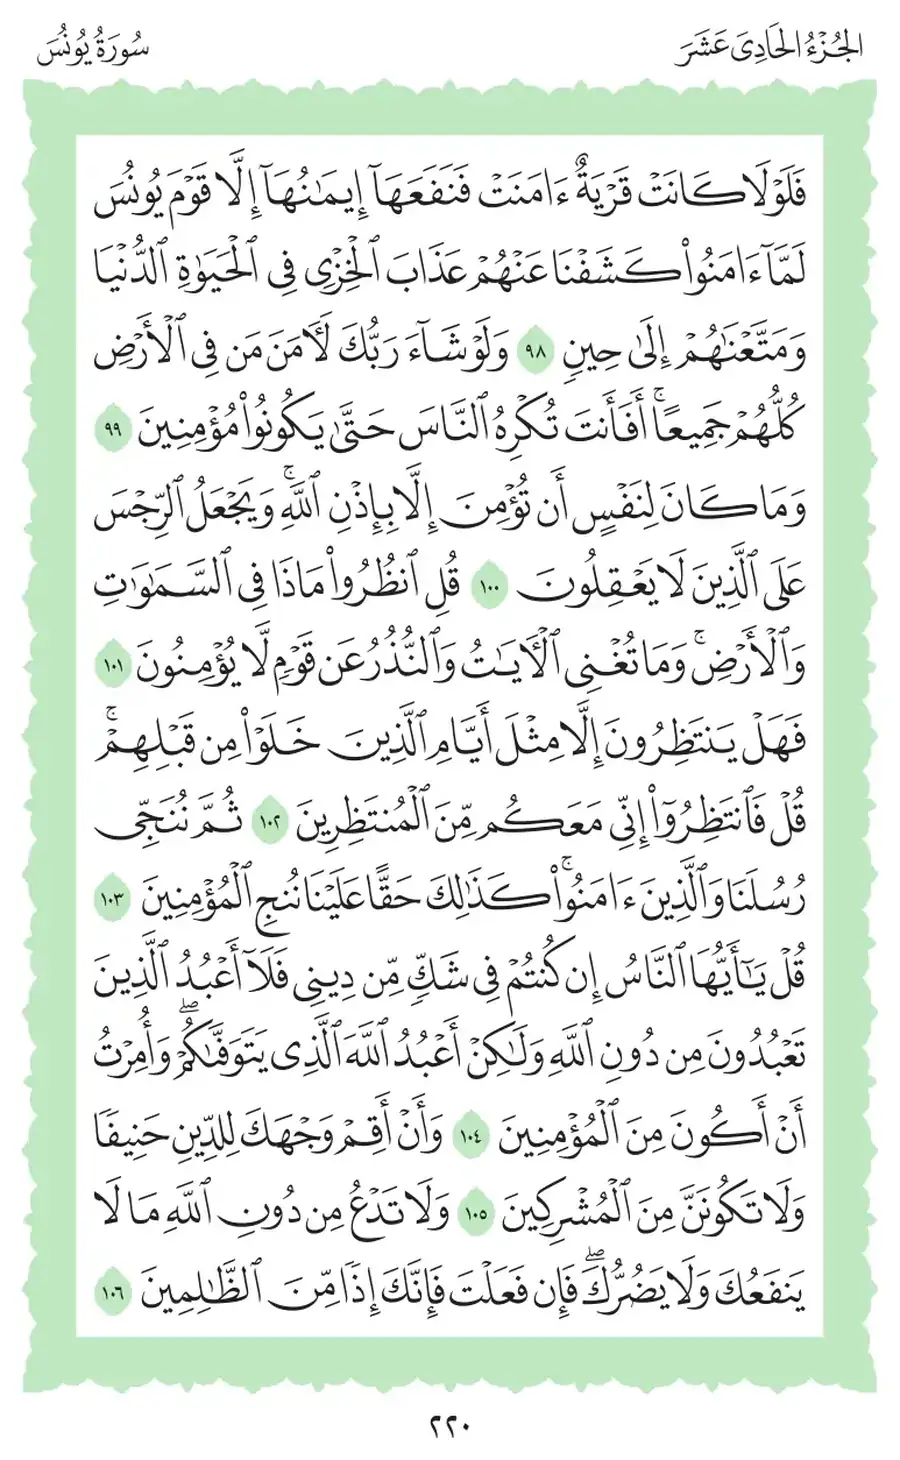 الجُزْءُ الحَادِىَ عَشَرَ
سُورَةُ يُونُسَ
فَلَوْلَا كَانَتْ قَرْيَةٌ ءَامَنَتْ فَنَفَعَهَآ إِيمَـٰنُهَآ إِلَّا قَوْمَ يُونُسَ
لَمَّآ ءَامَنُوا۟ كَشَفْنَا عَنْهُمْ عَذَابَ ٱلْخِزْىِ فِى ٱلْحَيَوٰةِ ٱلدُّنْيَا
وَمَتَّعْنَـٰهُمْ إِلَىٰ حِينٍ ٩٨ وَلَوْ شَآءَ رَبُّكَ لَـَٔامَنَ مَن فِى ٱلْأَرْضِ
كُلُّهُمْ جَمِيعًا ۚ أَفَأَنتَ تُكْرِهُ ٱلنَّاسَ حَتَّىٰ يَكُونُوا۟ مُؤْمِنِينَ ٩٩
وَمَا كَانَ لِنَفْسٍ أَن تُؤْمِنَ إِلَّا بِإِذْنِ ٱللَّهِ ۚ وَيَجْعَلُ ٱلرِّجْسَ
عَلَى ٱلَّذِينَ لَا يَعْقِلُونَ ١٠٠ قُلِ ٱنظُرُوا۟ مَاذَا فِى ٱلسَّمَـٰوَٰتِ
وَٱلْأَرْضِ ۚ وَمَا تُغْنِى ٱلْـَٔايَـٰتُ وَٱلنُّذُرُ عَن قَوْمٍ لَّا يُؤْمِنُونَ ١٠١
فَهَلْ يَنتَظِرُونَ إِلَّا مِثْلَ أَيَّامِ ٱلَّذِينَ خَلَوْا۟ مِن قَبْلِهِمْ ۚ
قُلْ فَٱنتَظِرُوٓا۟ إِنِّى مَعَكُم مِّنَ ٱلْمُنتَظِرِينَ ١٠٢ ثُمَّ نُنَجِّى
رُسُلَنَا وَٱلَّذِينَ ءَامَنُوا۟ ۚ كَذَٰلِكَ حَقًّا عَلَيْنَا نُنجِ ٱلْمُؤْمِنِينَ ١٠٣
قُلْ يَـٰٓأَيُّهَا ٱلنَّاسُ إِن كُنتُمْ فِى شَكٍّ مِّن دِينِى فَلَآ أَعْبُدُ ٱلَّذِينَ
تَعْبُدُونَ مِن دُونِ ٱللَّهِ وَلَـٰكِنْ أَعْبُدُ ٱللَّهَ ٱلَّذِى يَتَوَفَّىٰكُمْ ۖ وَأُمِرْتُ
أَنْ أَكُونَ مِنَ ٱلْمُؤْمِنِينَ ١٠٤ وَأَنْ أَقِمْ وَجْهَكَ لِلدِّينِ حَنِيفًا
وَلَا تَكُونَنَّ مِنَ ٱلْمُشْرِكِينَ ١٠٥ وَلَا تَدْعُ مِن دُونِ ٱللَّهِ مَا لَا
يَنفَعُكَ وَلَا يَضُرُّكَ ۖ فَإِن فَعَلْتَ فَإِنَّكَ إِذًا مِّنَ ٱلظَّـٰلِمِينَ ١٠٦
٢٢٠